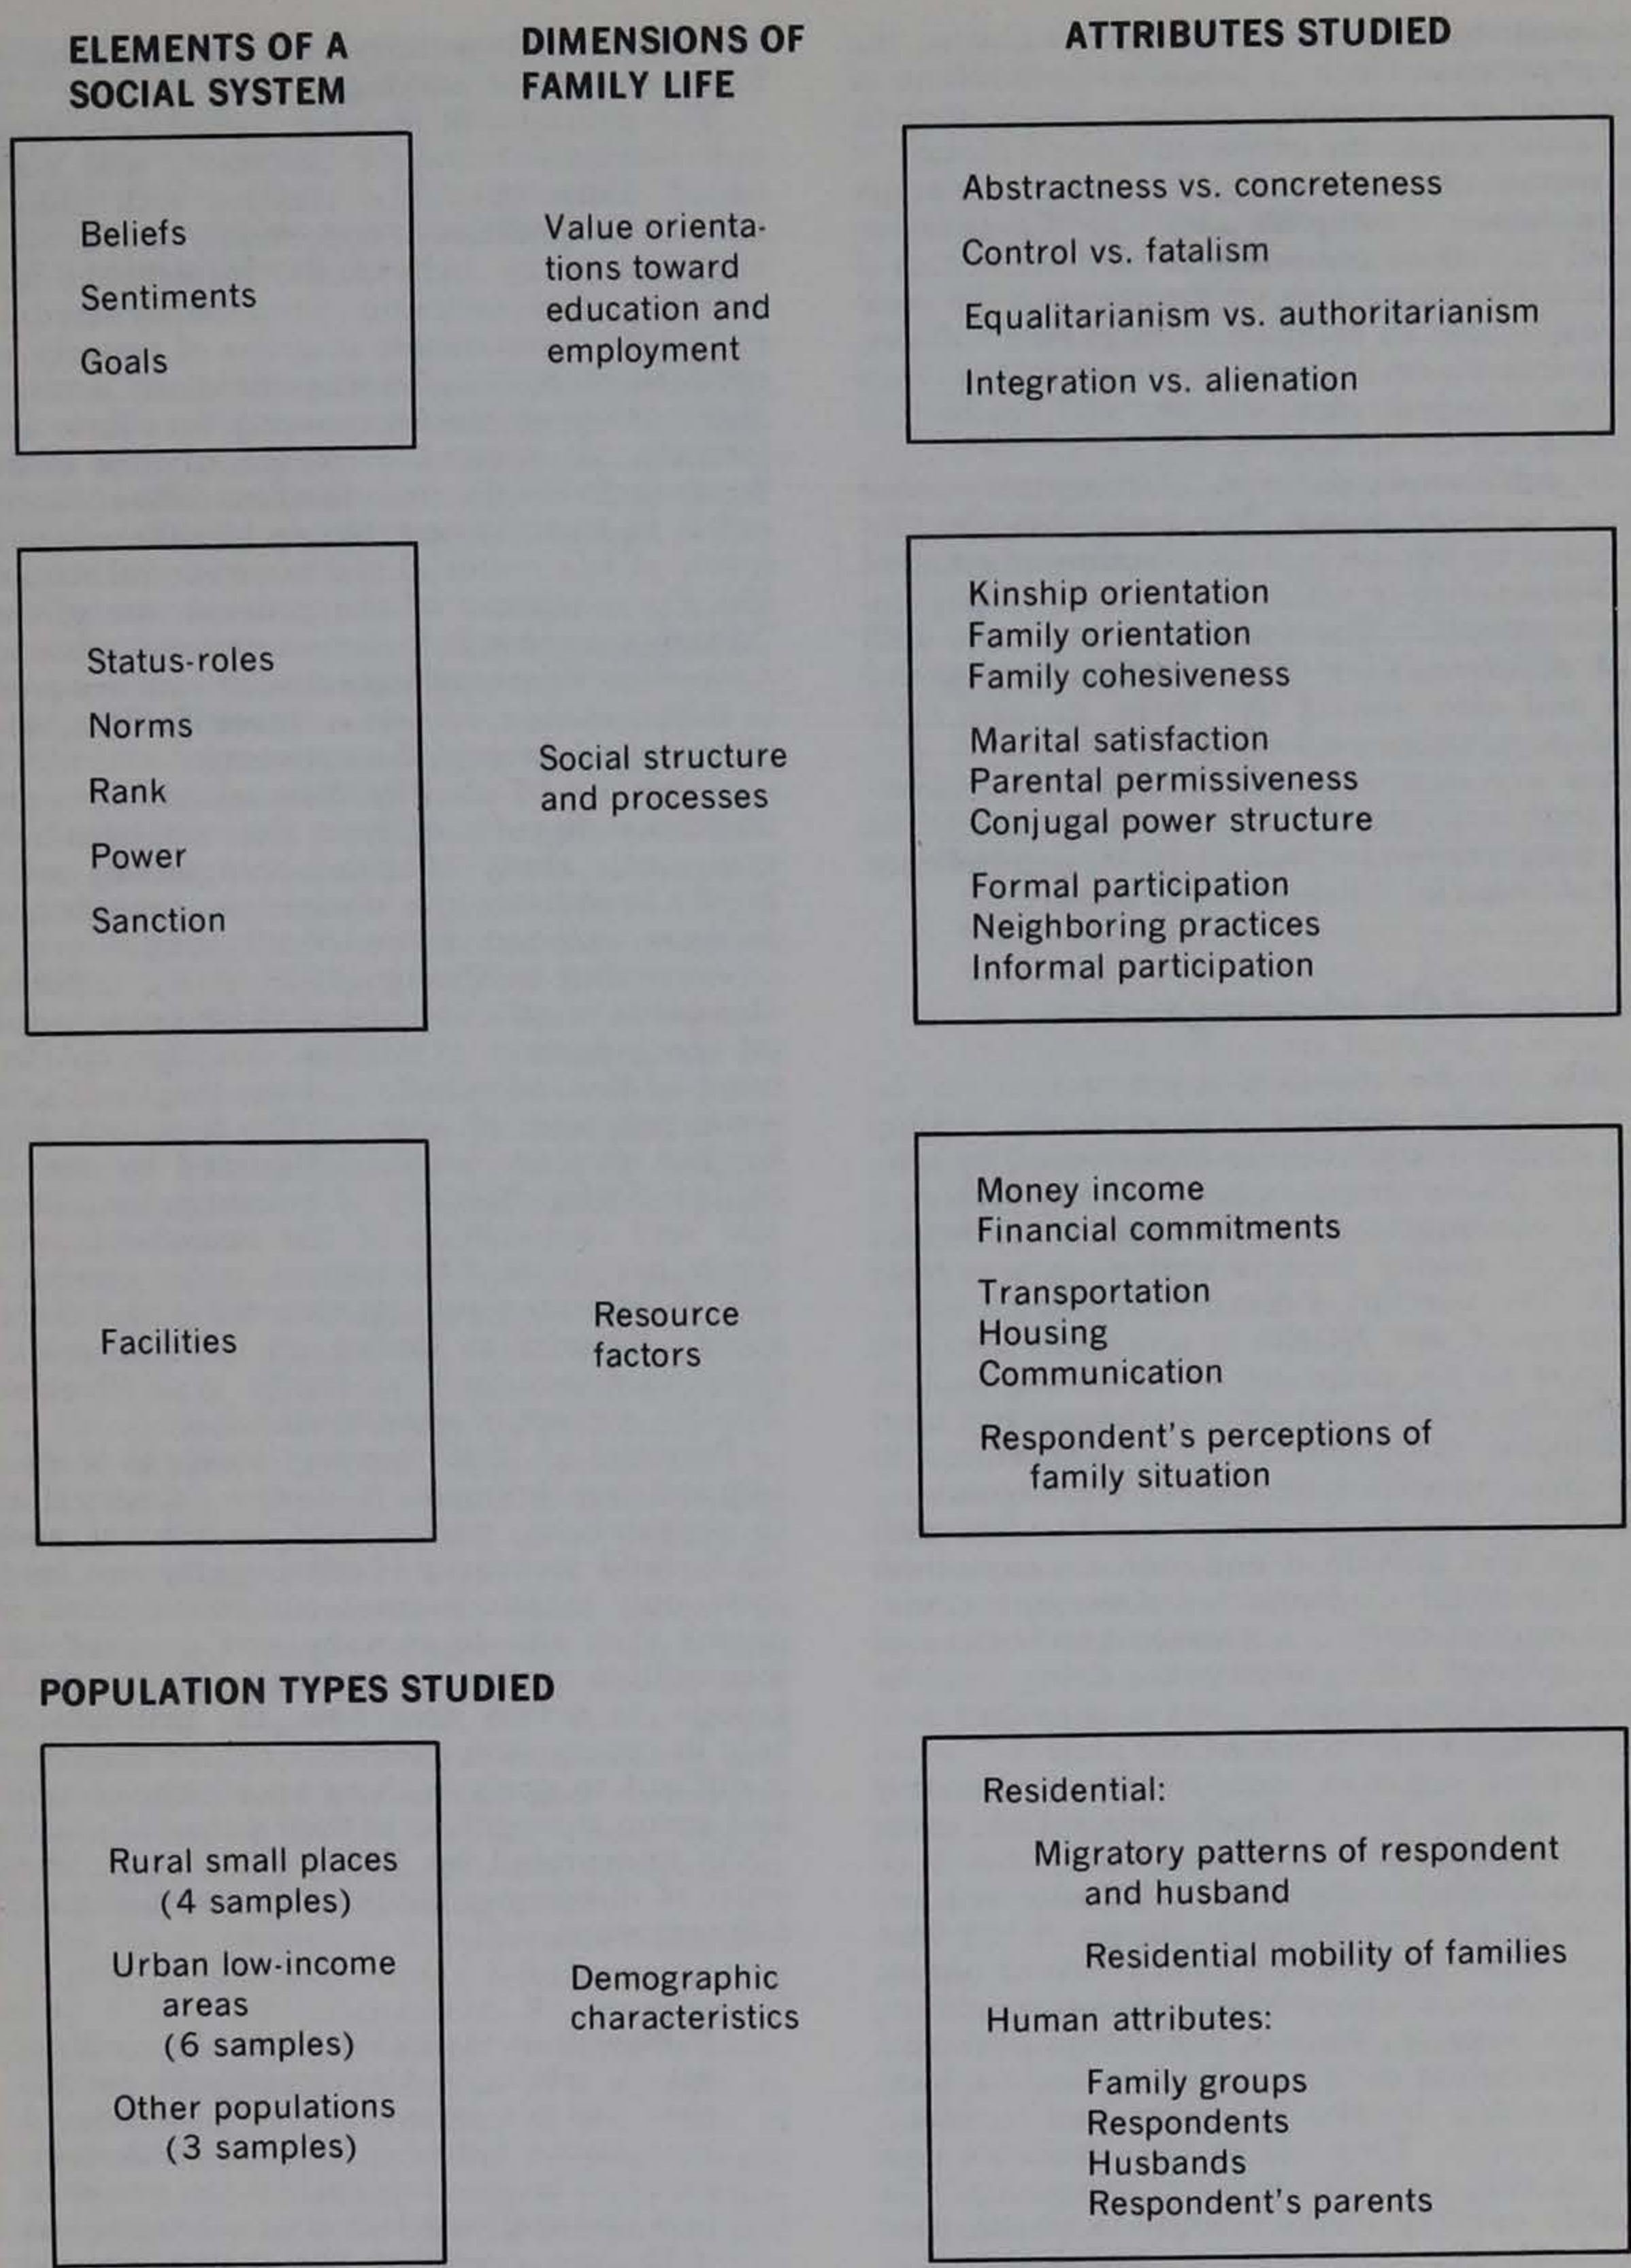 ELEMENTS OF A
SOCIAL SYSTEM
DIMENSIONS OF
FAMILY LIFE
ATTRIBUTES STUDIED
Beliefs
Sentiments
Goals
Value orienta-
tions toward
education and
employment
Abstractness vs. concreteness
Control vs. fatalism
Equalitarianism vs. authoritarianism
Integration vs. alienation
Status-roles
Norms
Rank
Power
Sanction
Social structure
and processes
Kinship orientation
Family orientation
Family cohesiveness
Marital satisfaction
Parental permissiveness
Conjugal power structure
Formal participation
Neighboring practices
Informal participation
Facilities
Resource
factors
Money income
Financial commitments
Transportation
Housing
Communication
Respondent's perceptions of
family situation
POPULATION TYPES STUDIED
Rural small places
(4 samples)
Urban low-income
areas
(6 samples)
Other populations
(3 samples)
Demographic
characteristics
Residential:
Migratory patterns of respondent
and husband
Residential mobility of families
Human attributes:
Family groups
Respondents
Husbands
Respondent's parents